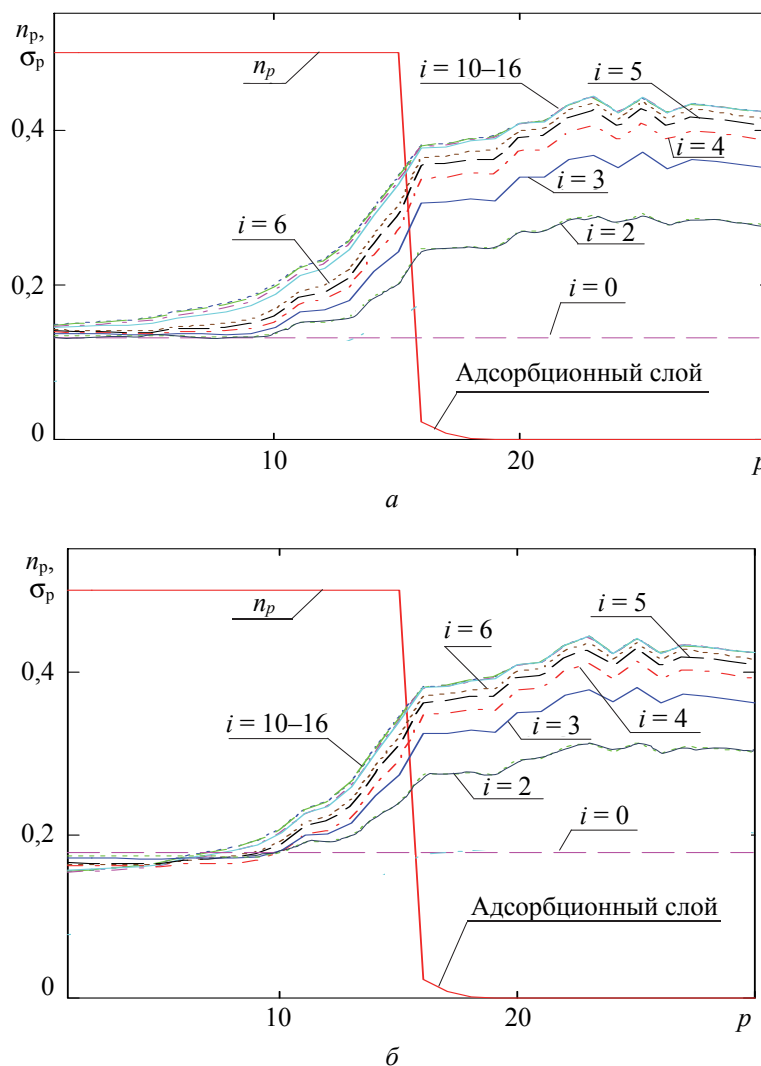 n_p,
σ_p
n_p
i = 10–16
i = 5
0,4
i = 4
i = 3
i = 6
i = 2
0,2
i = 0
Адсорбционный слой
0
10
20
p
а
n_p,
σ_p
n_p
i = 5
i = 6
0,4
i = 10–16
i = 4
i = 3
i = 2
0,2
i = 0
Адсорбционный слой
0
10
20
p
б